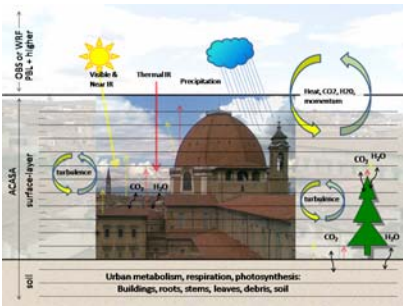 OBS or WRF
PBL + higher
Visible &
Near IR
Thermal IR
Precipitation
Heat, CO2, H20,
momentum
ACASA
surface-layer
turbulence
CO2
H2O
turbulence
CO2
H2O
CO2
H2O
soil
Urban metabolism, respiration, photosynthesis:
Buildings, roots, stems, leaves, debris, soil